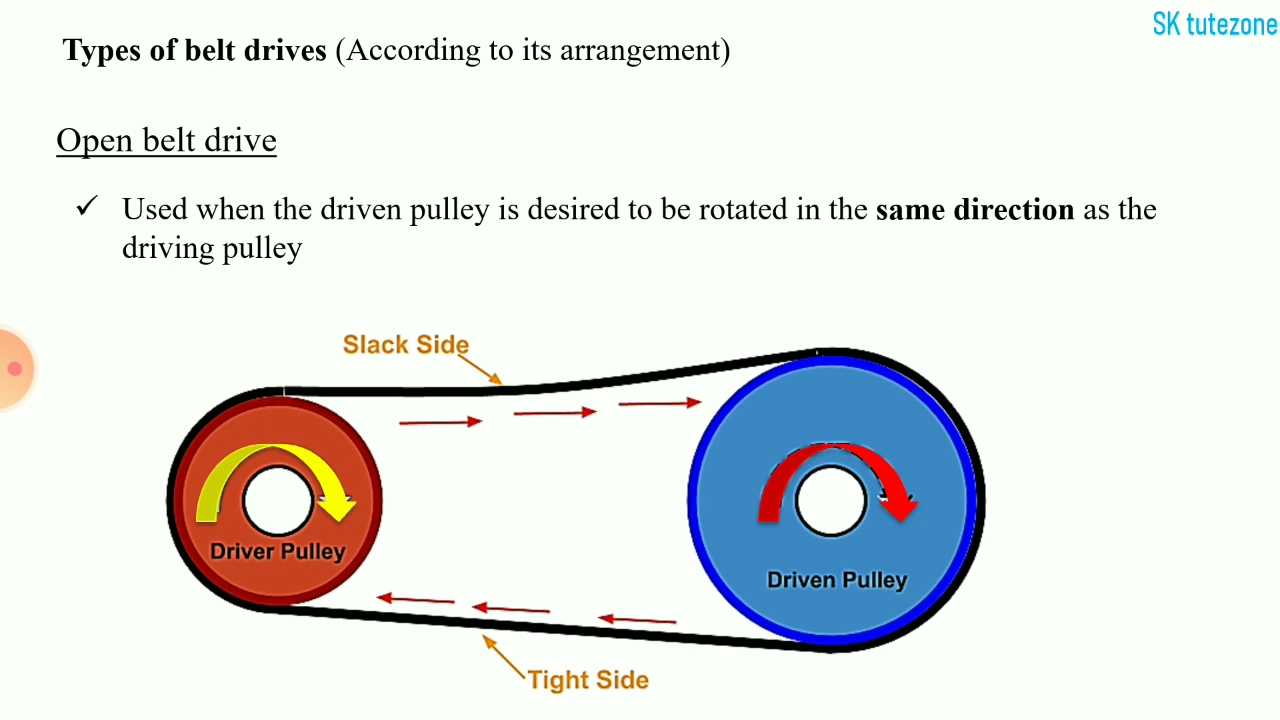 SK tutezone
Types of belt drives (According to its arrangement)
Open belt drive
✓ Used when the driven pulley is desired to be rotated in the same direction as the
driving pulley
Slack Side
Driver Pulley
Driven Pulley
Tight Side